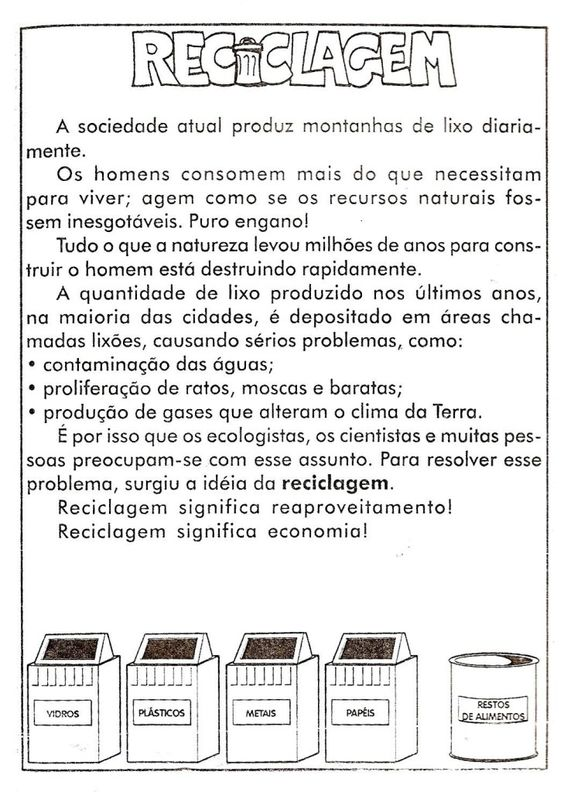 RECICLAGEM
A sociedade atual produz montanhas de lixo diaria-
mente.
Os homens consomem mais do que necessitam
para viver; agem como se os recursos naturais fos-
sem inesgotáveis. Puro engano!
Tudo o que a natureza levou milhões de anos para cons-
truir o homem está destruindo rapidamente.
A quantidade de lixo produzido nos últimos anos,
na maioria das cidades, é depositado em áreas cha-
madas lixões, causando sérios problemas, como:
• contaminação das águas;
• proliferação de ratos, moscas e baratas;
• produção de gases que alteram o clima da Terra.
É por isso que os ecologistas, os cientistas e muitas pes-
soas preocupam-se com esse assunto. Para resolver esse
problema, surgiu a idéia da reciclagem.
Reciclagem significa reaproveitamento!
Reciclagem significa economia!
VIDROS
PLÁSTICOS
METAIS
PAPÉIS
RESTOS
DE ALIMENTOS